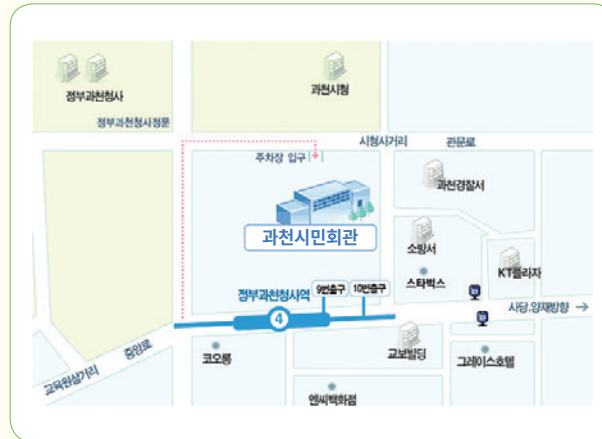 정부과천청사
과천시청
정부과천청사정문
시청사거리
관문로
주차장 입구
과천경찰서
과천시민회관
소방서
KT플라자
스타벅스
정부과천청사역
9번출구
10번출구
4
사당,양재방향 →
중앙로
교육원삼거리
코오롱
교보빌딩
그레이스호텔
엔씨백화점